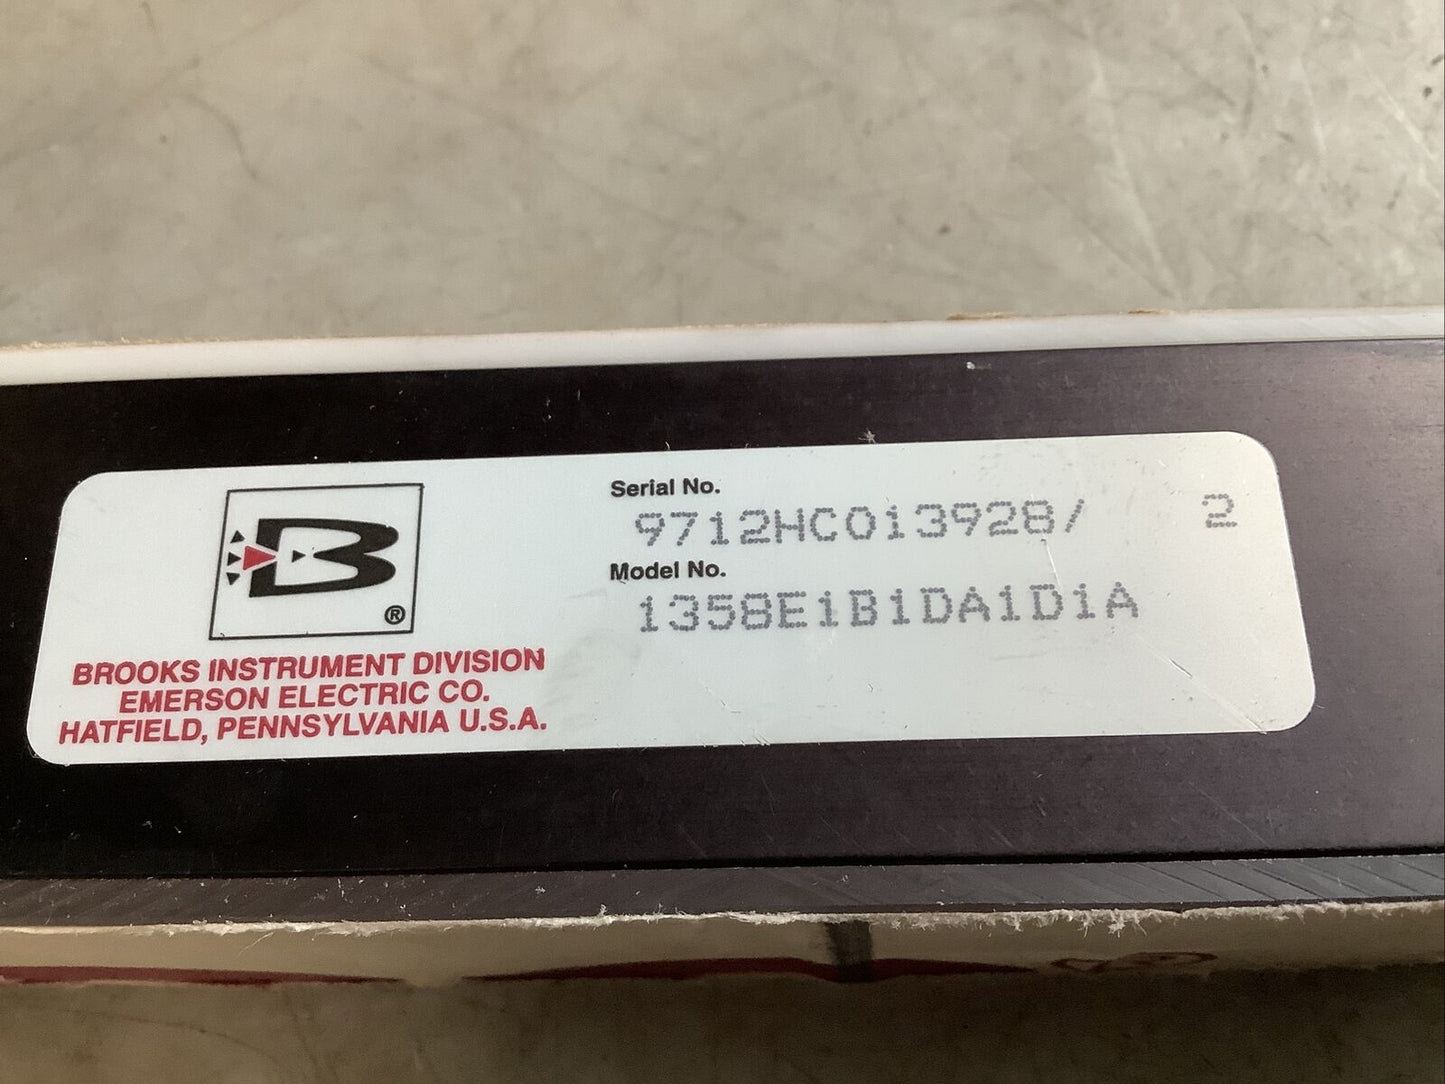 B
®
BROOKS INSTRUMENT DIVISION
EMERSON ELECTRIC CO.
HATFIELD, PENNSYLVANIA U.S.A.
Serial No.
9712HC013928/ 2
Model No.
1358E1B1DA1D1A